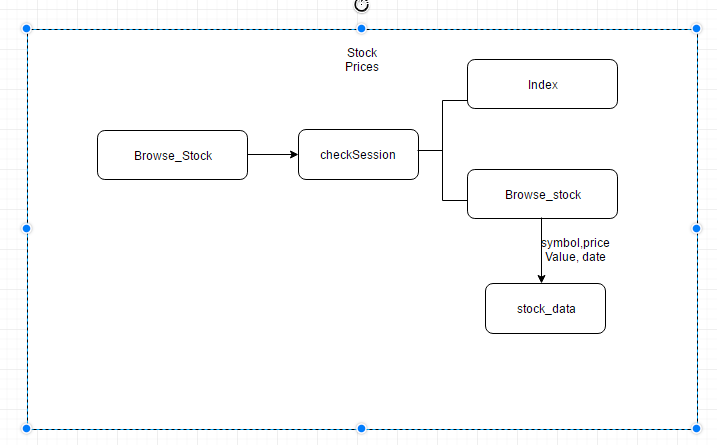 Stock
Prices
Index
Browse_Stock
checkSession
Browse_stock
symbol,price
Value, date
stock_data